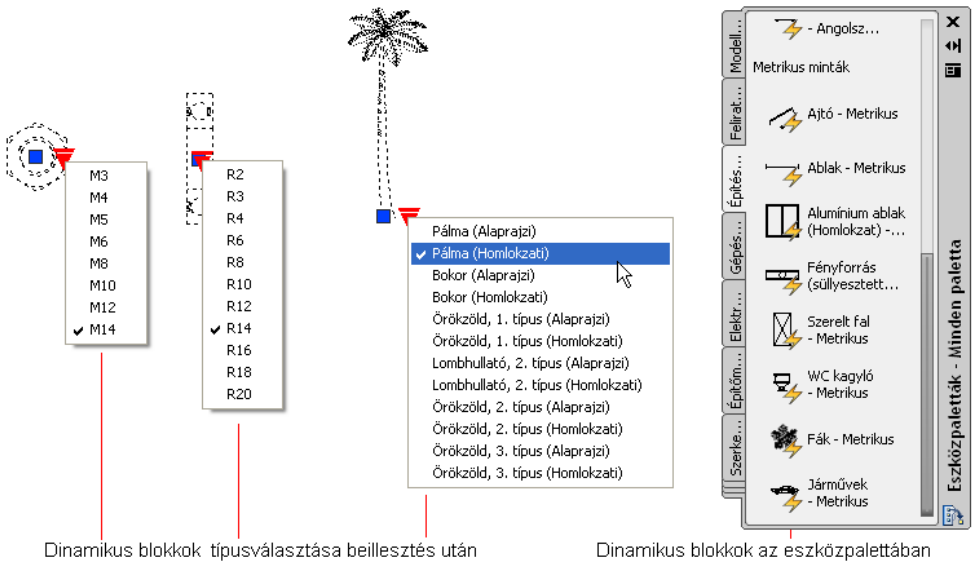 M3
M4
M5
M6
M8
M10
M12
M14
R2
R3
R4
R6
R8
R10
R12
R14
R16
R18
R20
Pálma (Alaprajzi)
Pálma (Homlokzati)
Bokor (Alaprajzi)
Bokor (Homlokzati)
Örökzöld, 1. típus (Alaprajzi)
Örökzöld, 1. típus (Homlokzati)
Lombhullató, 2. típus (Alaprajzi)
Lombhullató, 2. típus (Homlokzati)
Örökzöld, 2. típus (Alaprajzi)
Örökzöld, 2. típus (Homlokzati)
Örökzöld, 3. típus (Alaprajzi)
Örökzöld, 3. típus (Homlokzati)
Modell...
Felirat...
Építés...
Gépés...
Elektr...
Építőm...
Szerke...
- Angolsz...
Metrikus minták
Ajtó - Metrikus
Ablak - Metrikus
Alumínium ablak
(Homlokzat) -...
Fényforrás
(süllyesztett...
Szerelt fal
- Metrikus
WC kagyló
- Metrikus
Fák - Metrikus
Járművek
- Metrikus
Eszközpaletták - Minden paletta
Dinamikus blokkok típusválasztása beillesztés után
Dinamikus blokkok az eszközpalettában